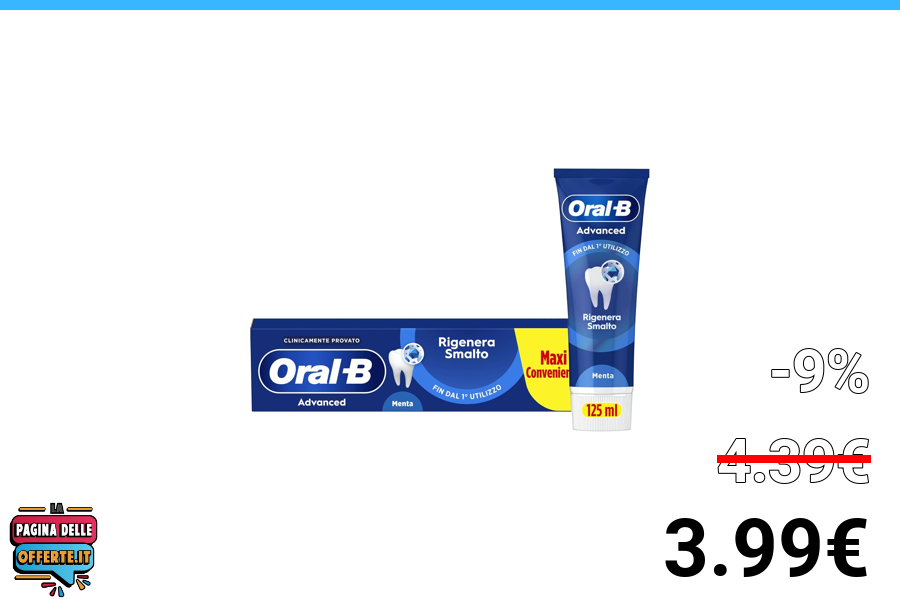 CLINICAMENTE PROVATO
Oral-B
Advanced
Menta
Rigenera
Smalto
FIN DAL 1° UTILIZZO
Maxi
Oral-B
Advanced
FIN DAL 1° UTILIZZO
Rigenera
Smalto
Menta
125 ml
-9%
4.39€
3.99€
LA
PAGINA DELLE
OFFERTE.IT